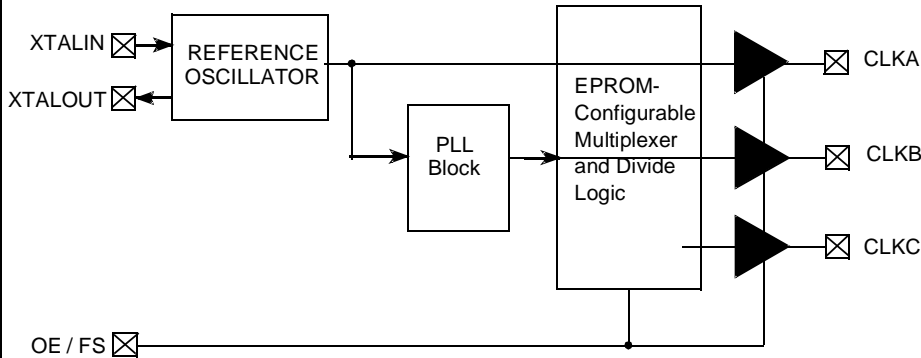 XTALIN
XTALOUT
REFERENCE
OSCILLATOR
PLL
Block
EPROM-
Configurable
Multiplexer
and Divide
Logic
CLKA
CLKB
CLKC
OE / FS